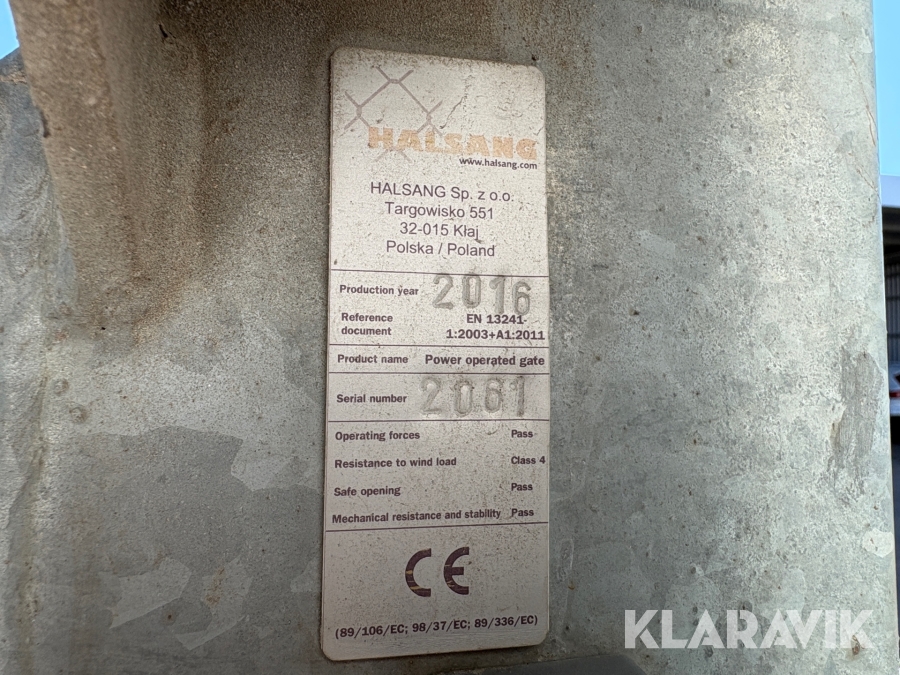 HALSANG
www.halsang.com
HALSANG Sp. z o.o.
Targowisko 551
32-015 Kłaj
Polska / Poland
Production year 2016
Reference document EN 13241-
1:2003+A1:2011
Product name Power operated gate
Serial number 2061
Operating forces Pass
Resistance to wind load Class 4
Safe opening Pass
Mechanical resistance and stability Pass
CE
(89/106/EC; 98/37/EC; 89/336/EC)
KLARAVIK